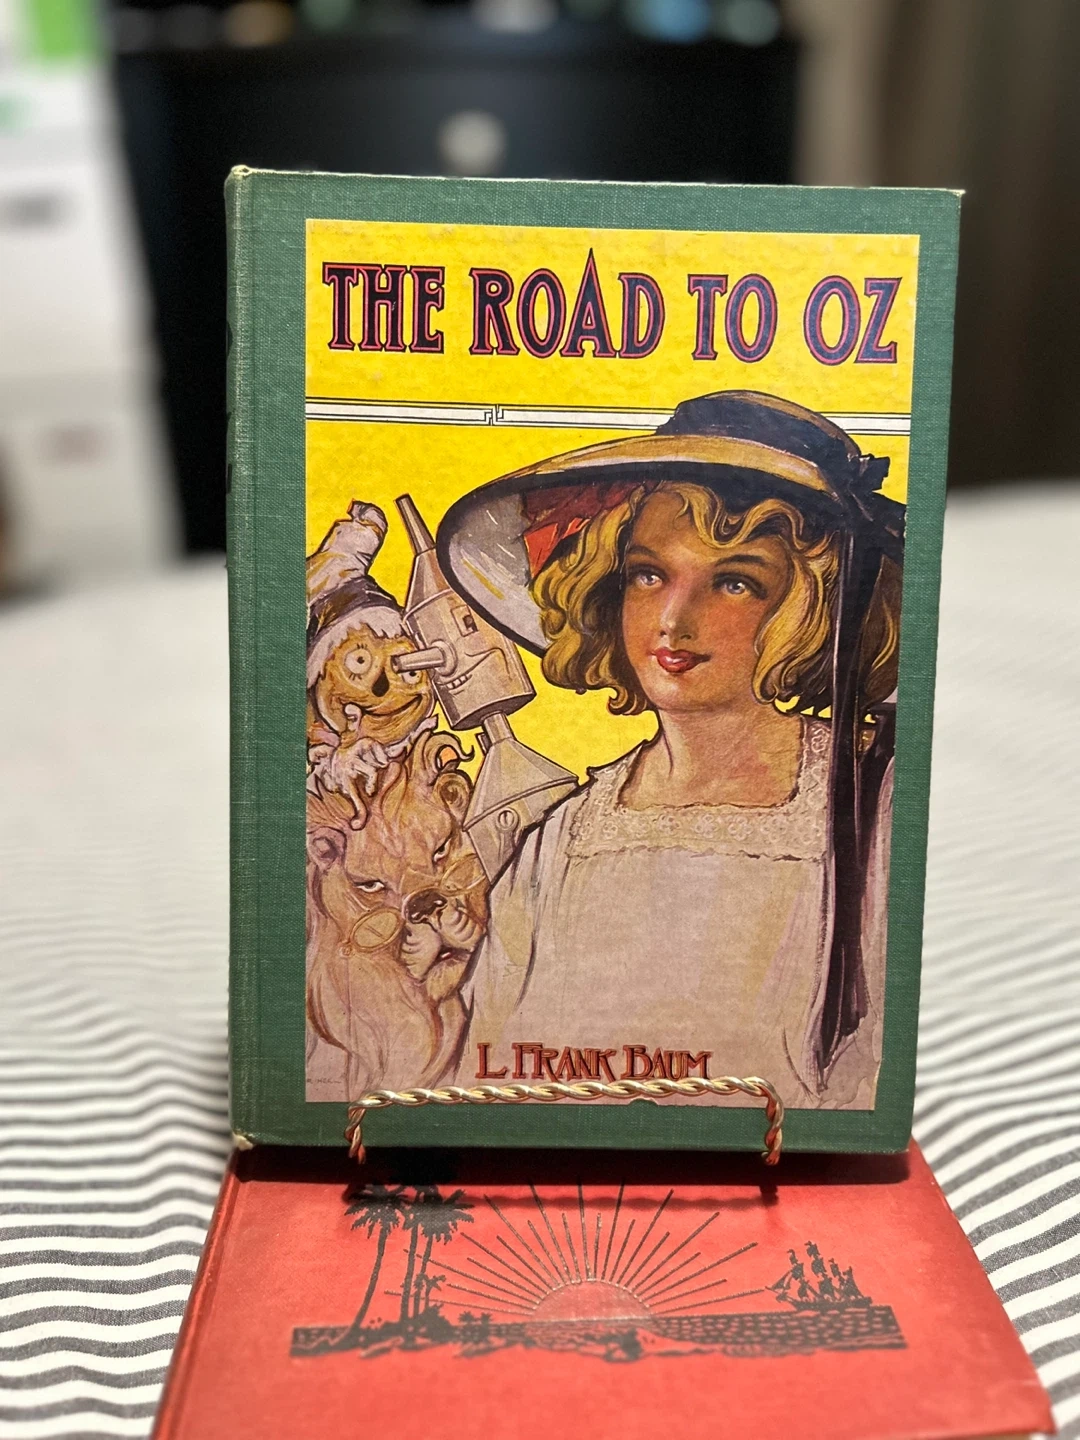 THE ROAD TO OZ
L. FRANK BAUM